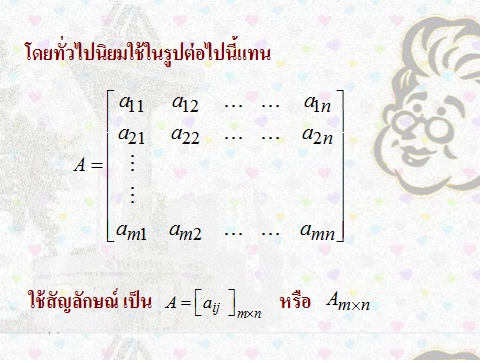 โดยทั่วไปนิยมใช้ในรูปต่อไปนี้แทน
a11 a12 … … a1n
a21 a22 … … a2n
A = ⋮
⋮
am1 am2 … … amn
ใช้สัญลักษณ์ เป็น A = [aij]m×n หรือ Am×n